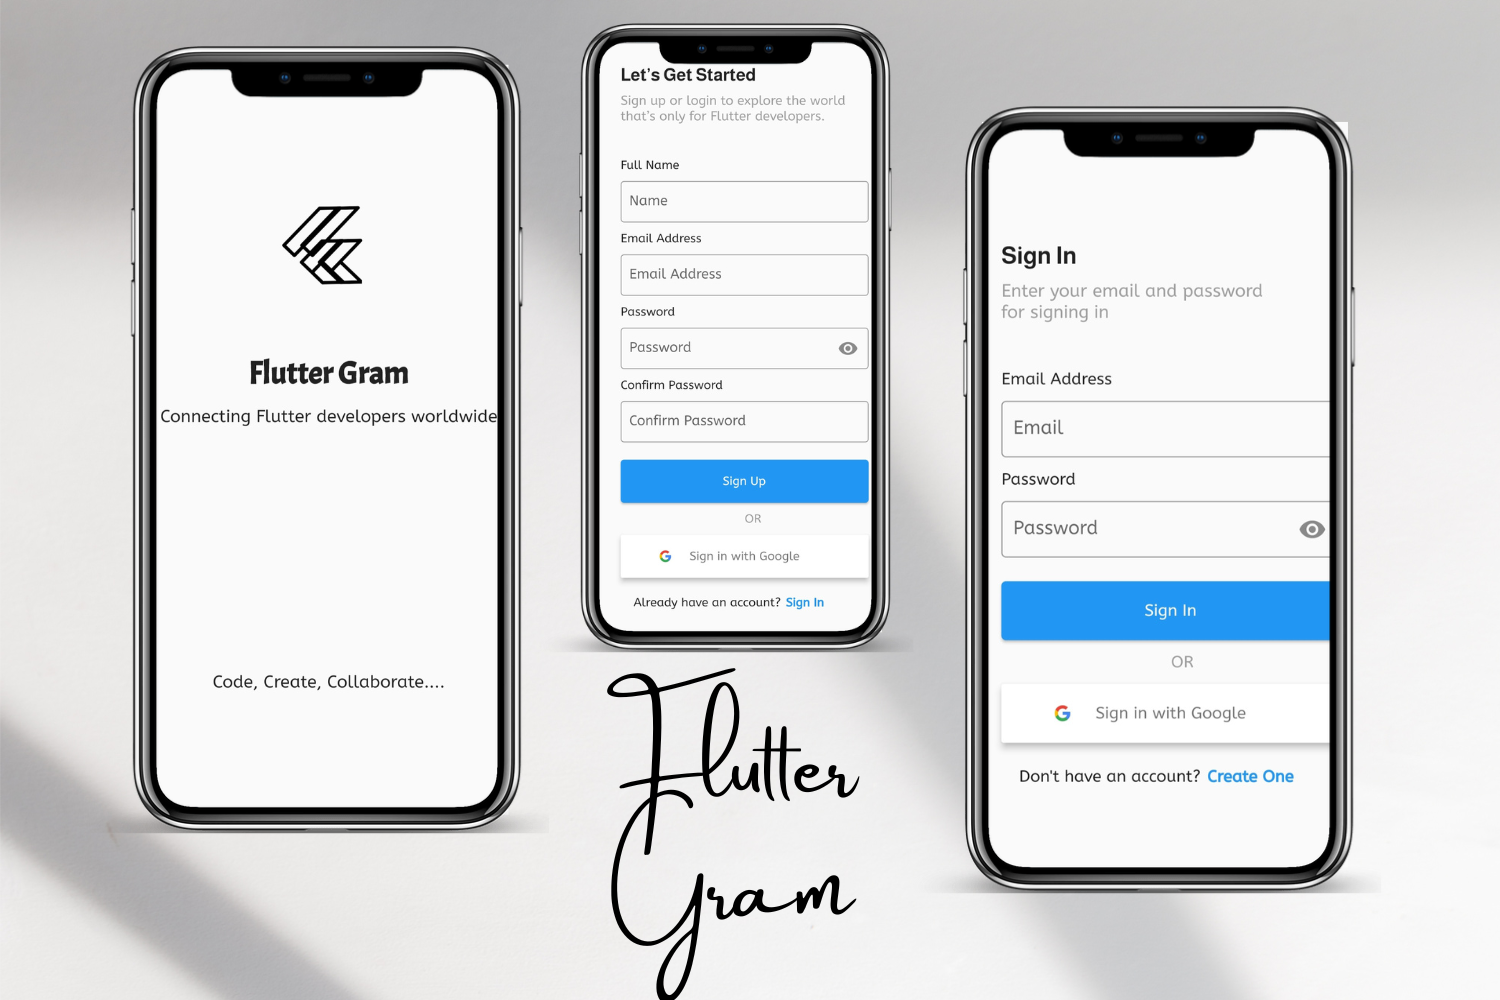 Flutter Gram
Connecting Flutter developers worldwide
Code, Create, Collaborate....
Let's Get Started
Sign up or login to explore the world
that's only for Flutter developers.
Full Name
Name
Email Address
Email Address
Password
Password
Confirm Password
Confirm Password
Sign Up
OR
Sign in with Google
Already have an account? Sign In
Flutter
Gram
Sign In
Enter your email and password
for signing in
Email Address
Email
Password
Password
Sign In
OR
Sign in with Google
Don't have an account? Create One